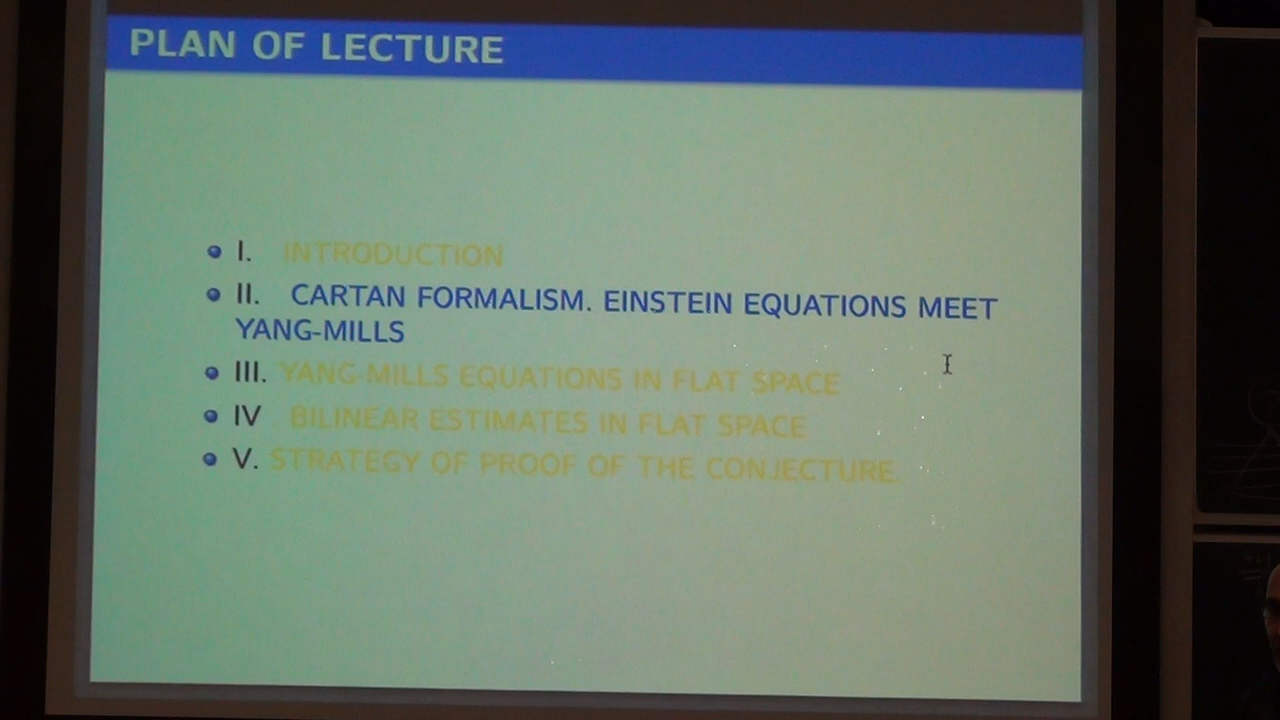 PLAN OF LECTURE
I. INTRODUCTION
II. CARTAN FORMALISM. EINSTEIN EQUATIONS MEET
YANG-MILLS
III. YANG-MILLS EQUATIONS IN FLAT SPACE
IV BILINEAR ESTIMATES IN FLAT SPACE
V. STRATEGY OF PROOF OF THE CONJECTURE